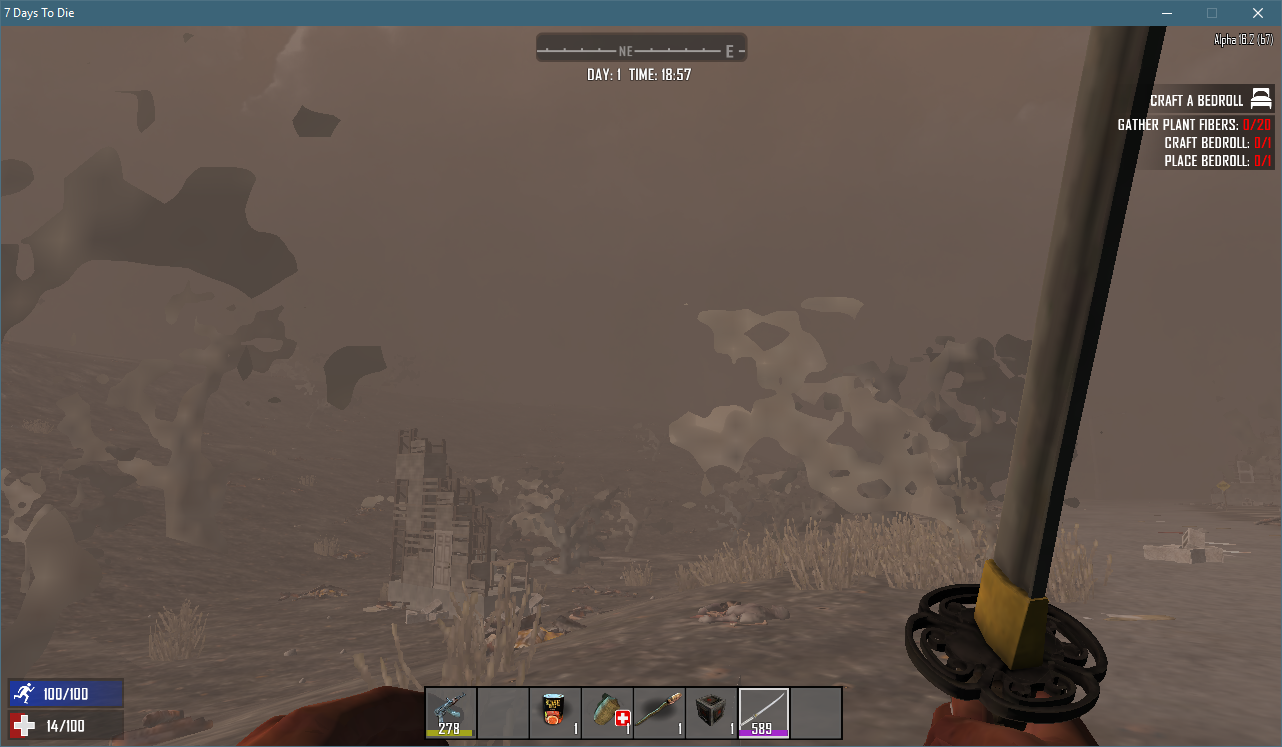 7 Days To Die
NE
E
Alpha 18.2 (b7)
DAY: 1 TIME: 18:57
CRAFT A BEDROLL
GATHER PLANT FIBERS: 0/20
CRAFT BEDROLL: 0/1
PLACE BEDROLL: 0/1
100/100
14/100
278
1
1
1
1
589